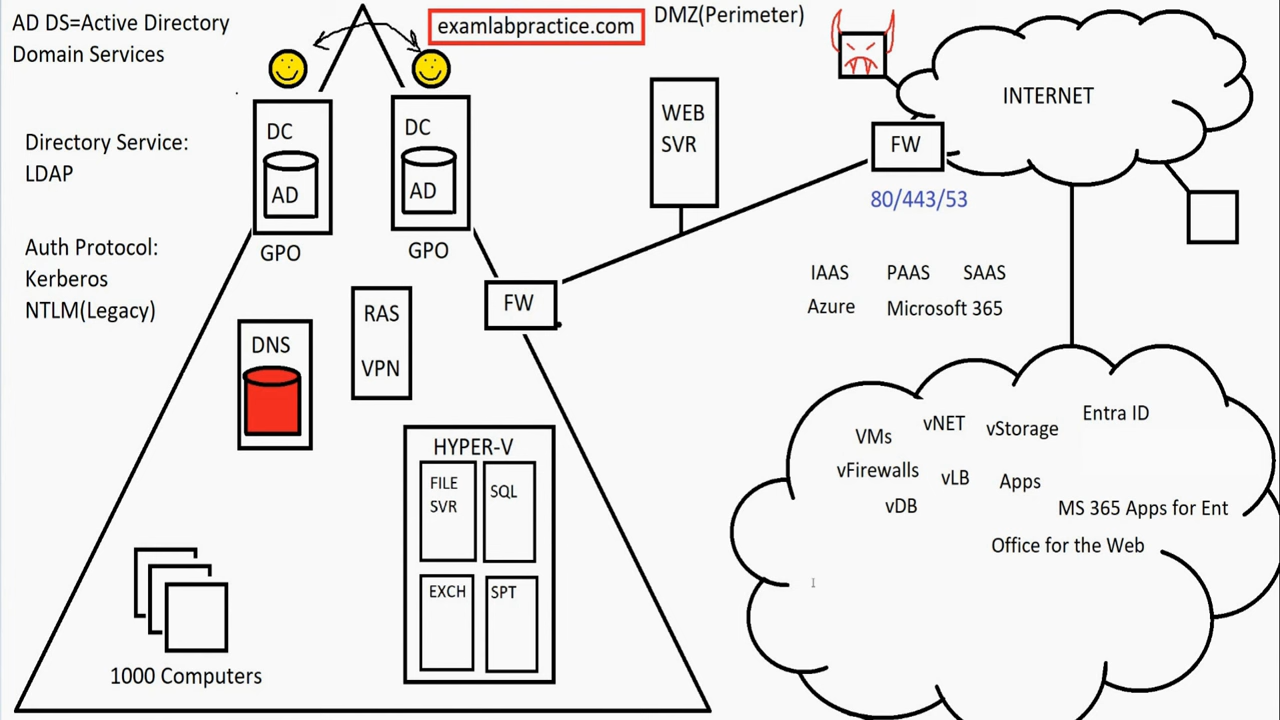 AD DS=Active Directory
Domain Services
examlabpractice.com
DMZ(Perimeter)
INTERNET
Directory Service:
LDAP
Auth Protocol:
Kerberos
NTLM(Legacy)
DC
AD
GPO
DC
AD
GPO
WEB
SVR
FW
80/443/53
FW
RAS
VPN
DNS
IAAS PAAS SAAS
Azure Microsoft 365
HYPER-V
FILE
SVR
SQL
EXCH
SPT
1000 Computers
VMs
vNET
vStorage
Entra ID
vFirewalls
vLB
Apps
vDB
MS 365 Apps for Ent
Office for the Web